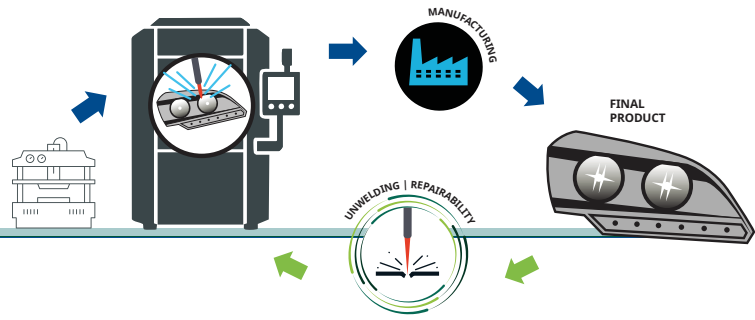 MANUFACTURING
FINAL
PRODUCT
UNWELDING | REPAIRABILITY